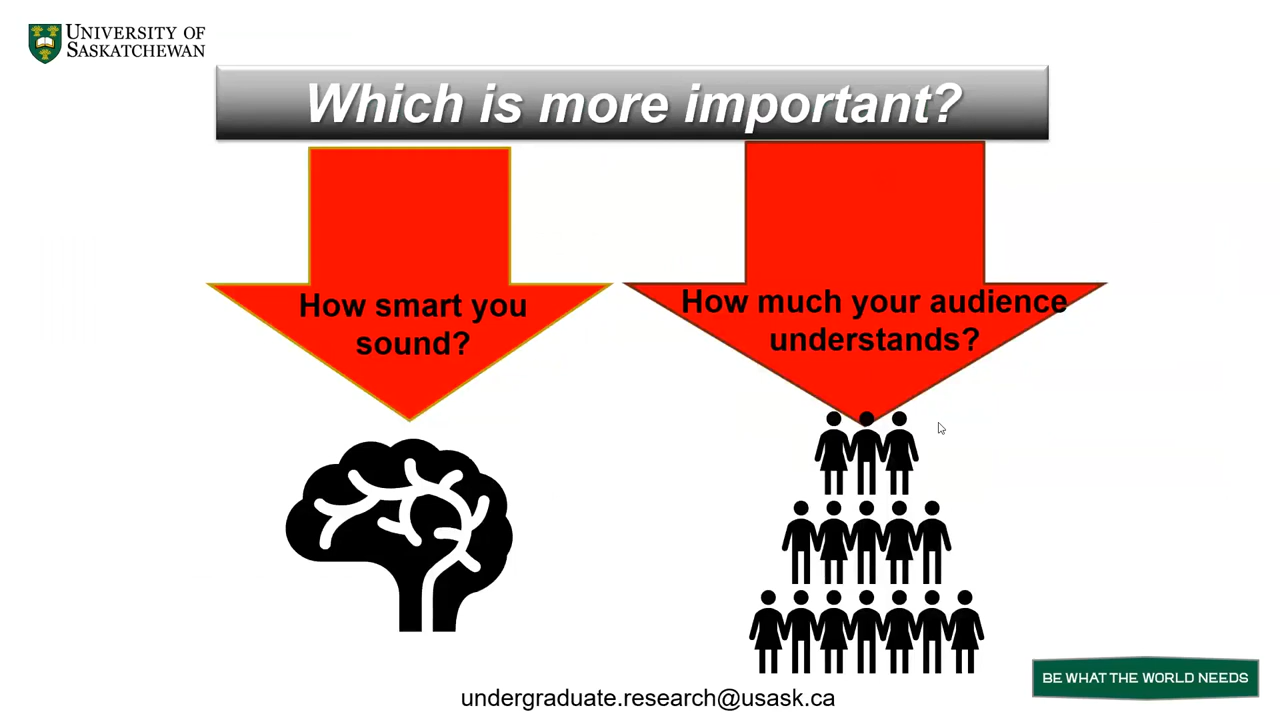 UNIVERSITY OF
SASKATCHEWAN
Which is more important?
How smart you
sound?
How much your audience
understands?
BE WHAT THE WORLD NEEDS
undergraduate.research@usask.ca